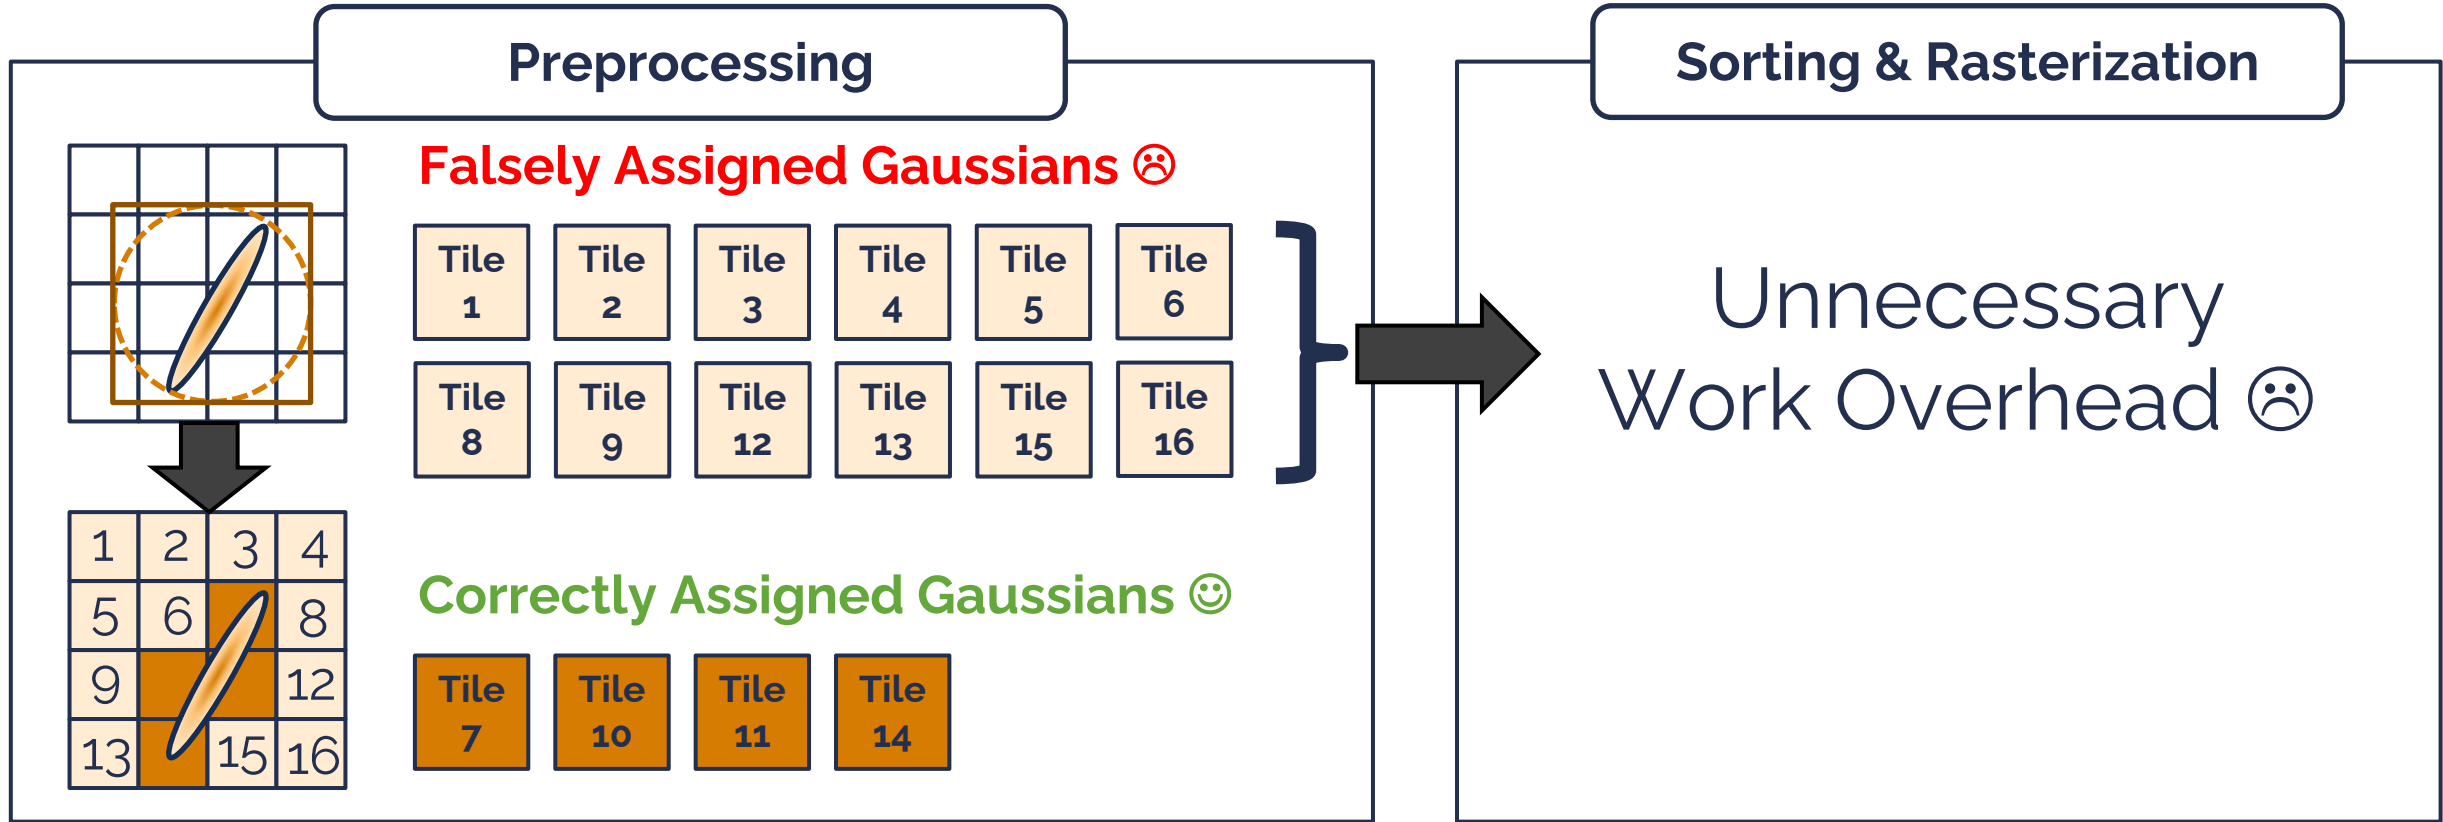 Preprocessing
Sorting & Rasterization
Falsely Assigned Gaussians ☹
Tile 1
Tile 2
Tile 3
Tile 4
Tile 5
Tile 6
Tile 8
Tile 9
Tile 12
Tile 13
Tile 15
Tile 16
Unnecessary
Work Overhead ☹
1 2 3 4
5 6 8
9 12
13 15 16
Correctly Assigned Gaussians ☺
Tile 7
Tile 10
Tile 11
Tile 14